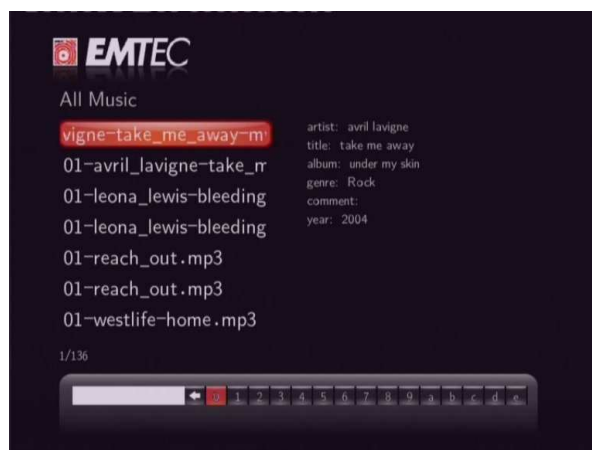 EMTEC
All Music
vigne-take_me_away-m
01-avril_lavigne-take_m
01-leona_lewis-bleeding
01-leona_lewis-bleeding
01-reach_out.mp3
01-reach_out.mp3
01-westlife-home.mp3
artist: avril lavigne
title: take me away
album: under my skin
genre: Rock
comment:
year: 2004
1/136
0 1 2 3 4 5 6 7 8 9 a b c d e